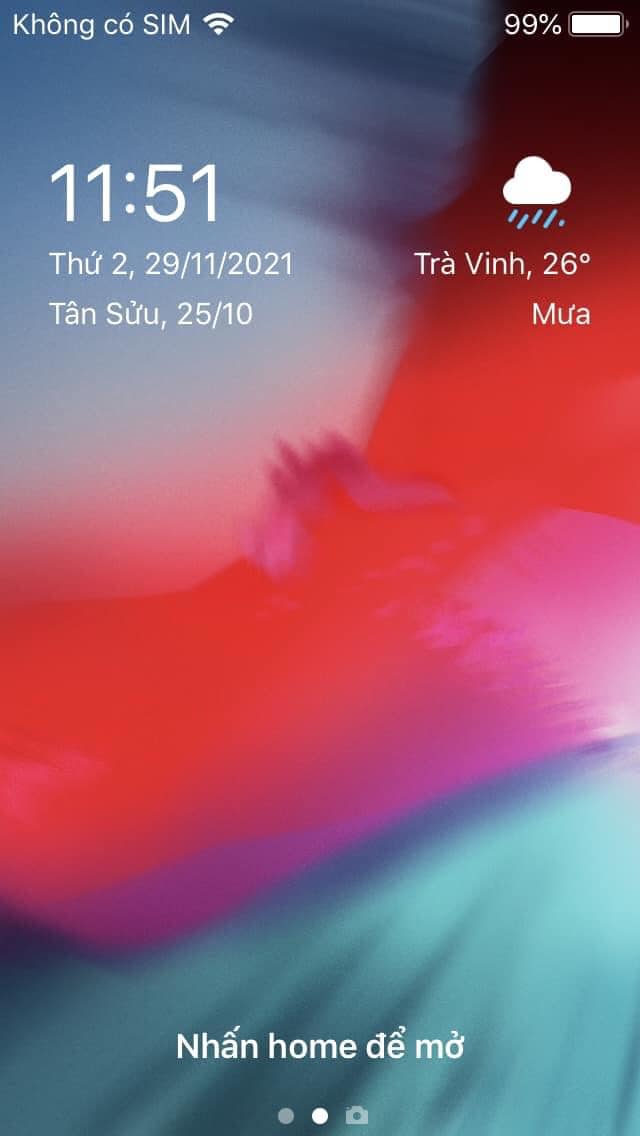 Không có SIM 99%
11:51
Thứ 2, 29/11/2021
Tân Sửu, 25/10
Trà Vinh, 26°
Mưa
Nhấn home để mở